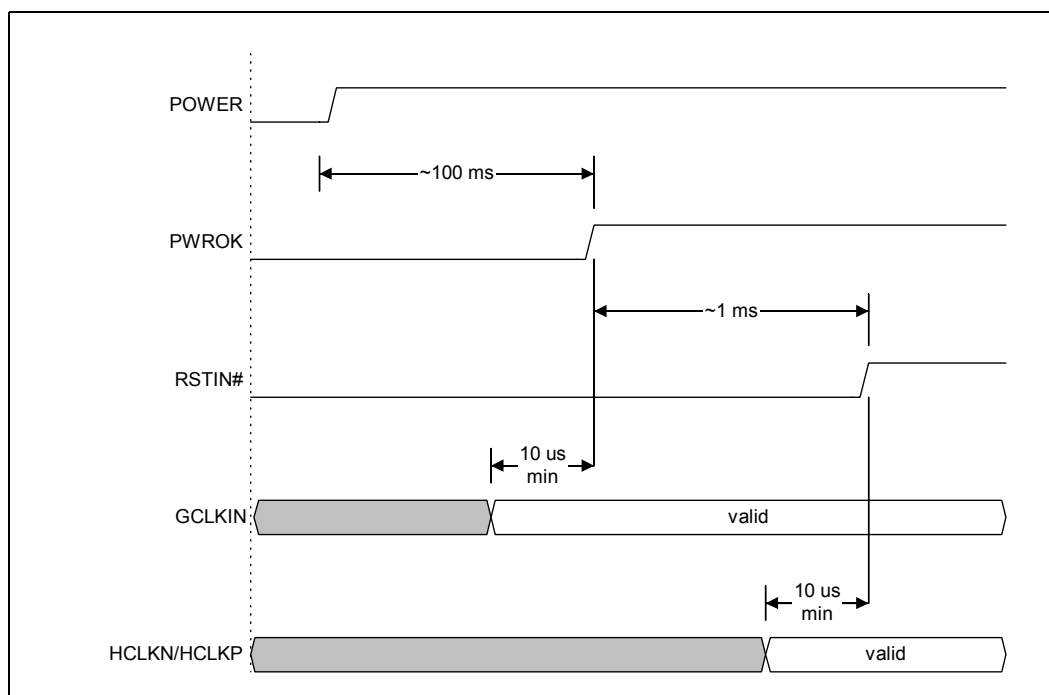 POWER
~100 ms
PWROK
~1 ms
RSTIN#
10 us
min
GCLKIN
valid
10 us
min
HCLKN/HCLKP
valid